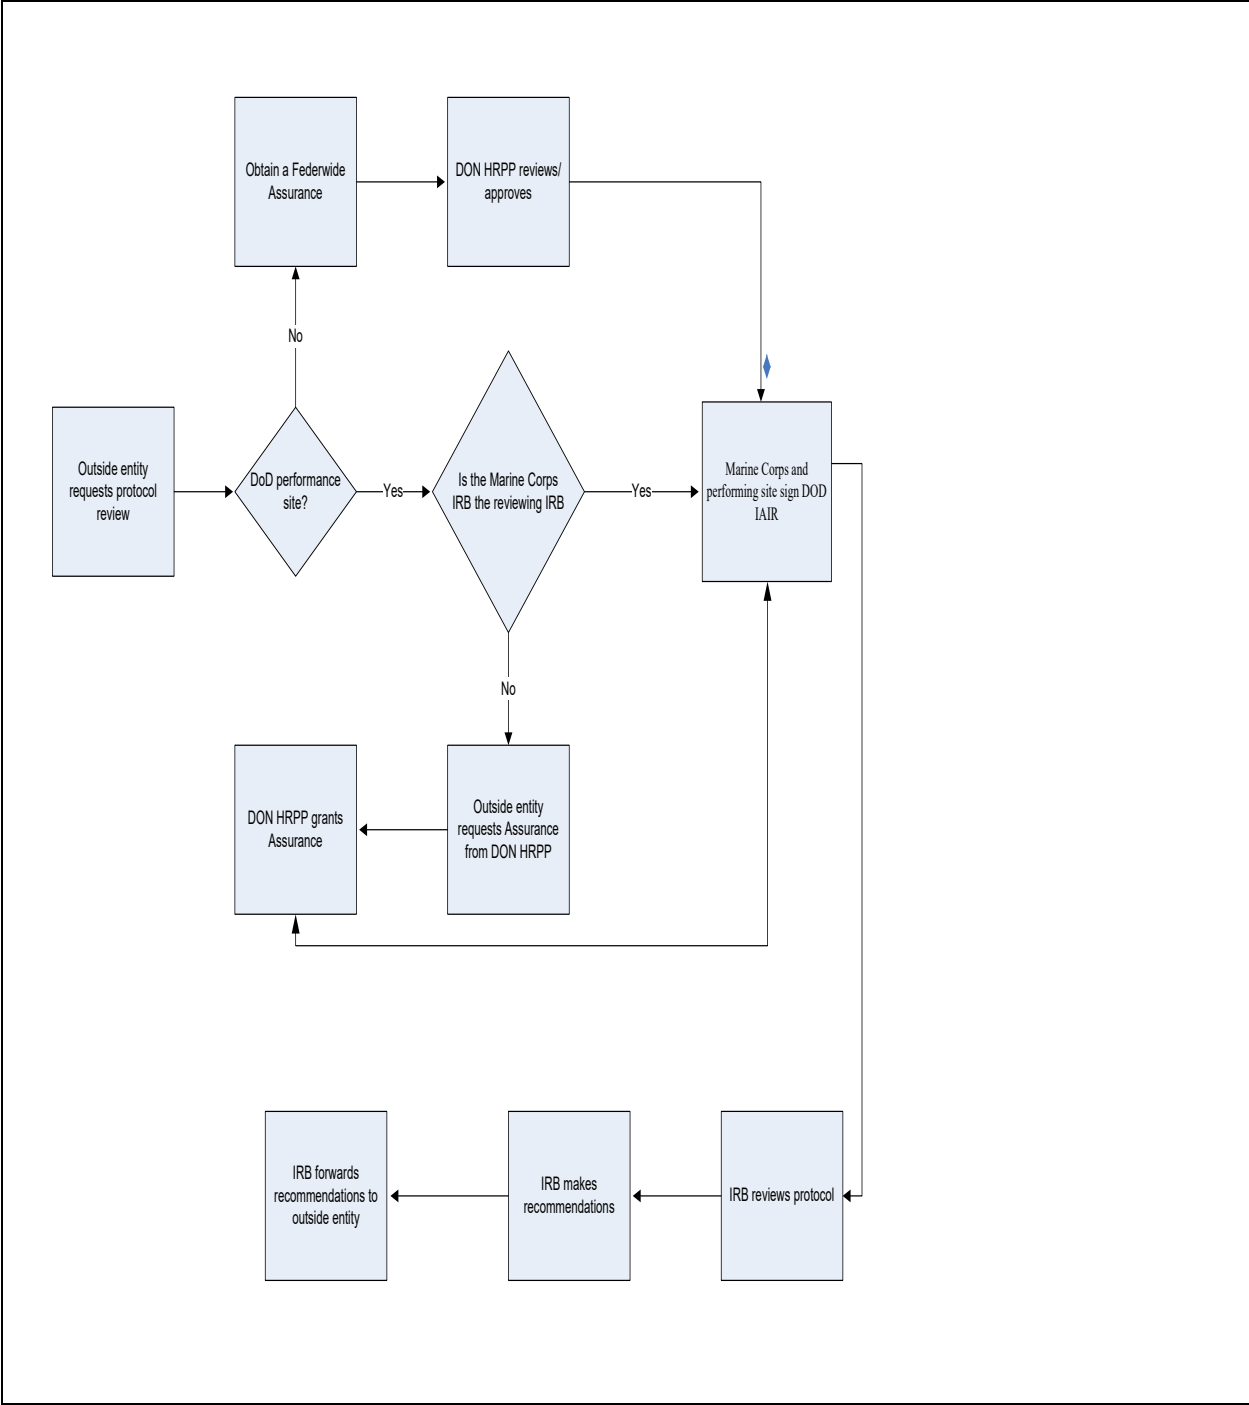 Obtain a Federwide
Assurance
DON HRPP reviews/
approves
No
Outside entity
requests protocol
review
DoD performance
site?
Yes
Is the Marine Corps
IRB the reviewing IRB
Yes
Marine Corps and
performing site sign DOD
IAIR
No
DON HRPP grants
Assurance
Outside entity
requests Assurance
from DON HRPP
IRB forwards
recommendations to
outside entity
IRB makes
recommendations
IRB reviews protocol